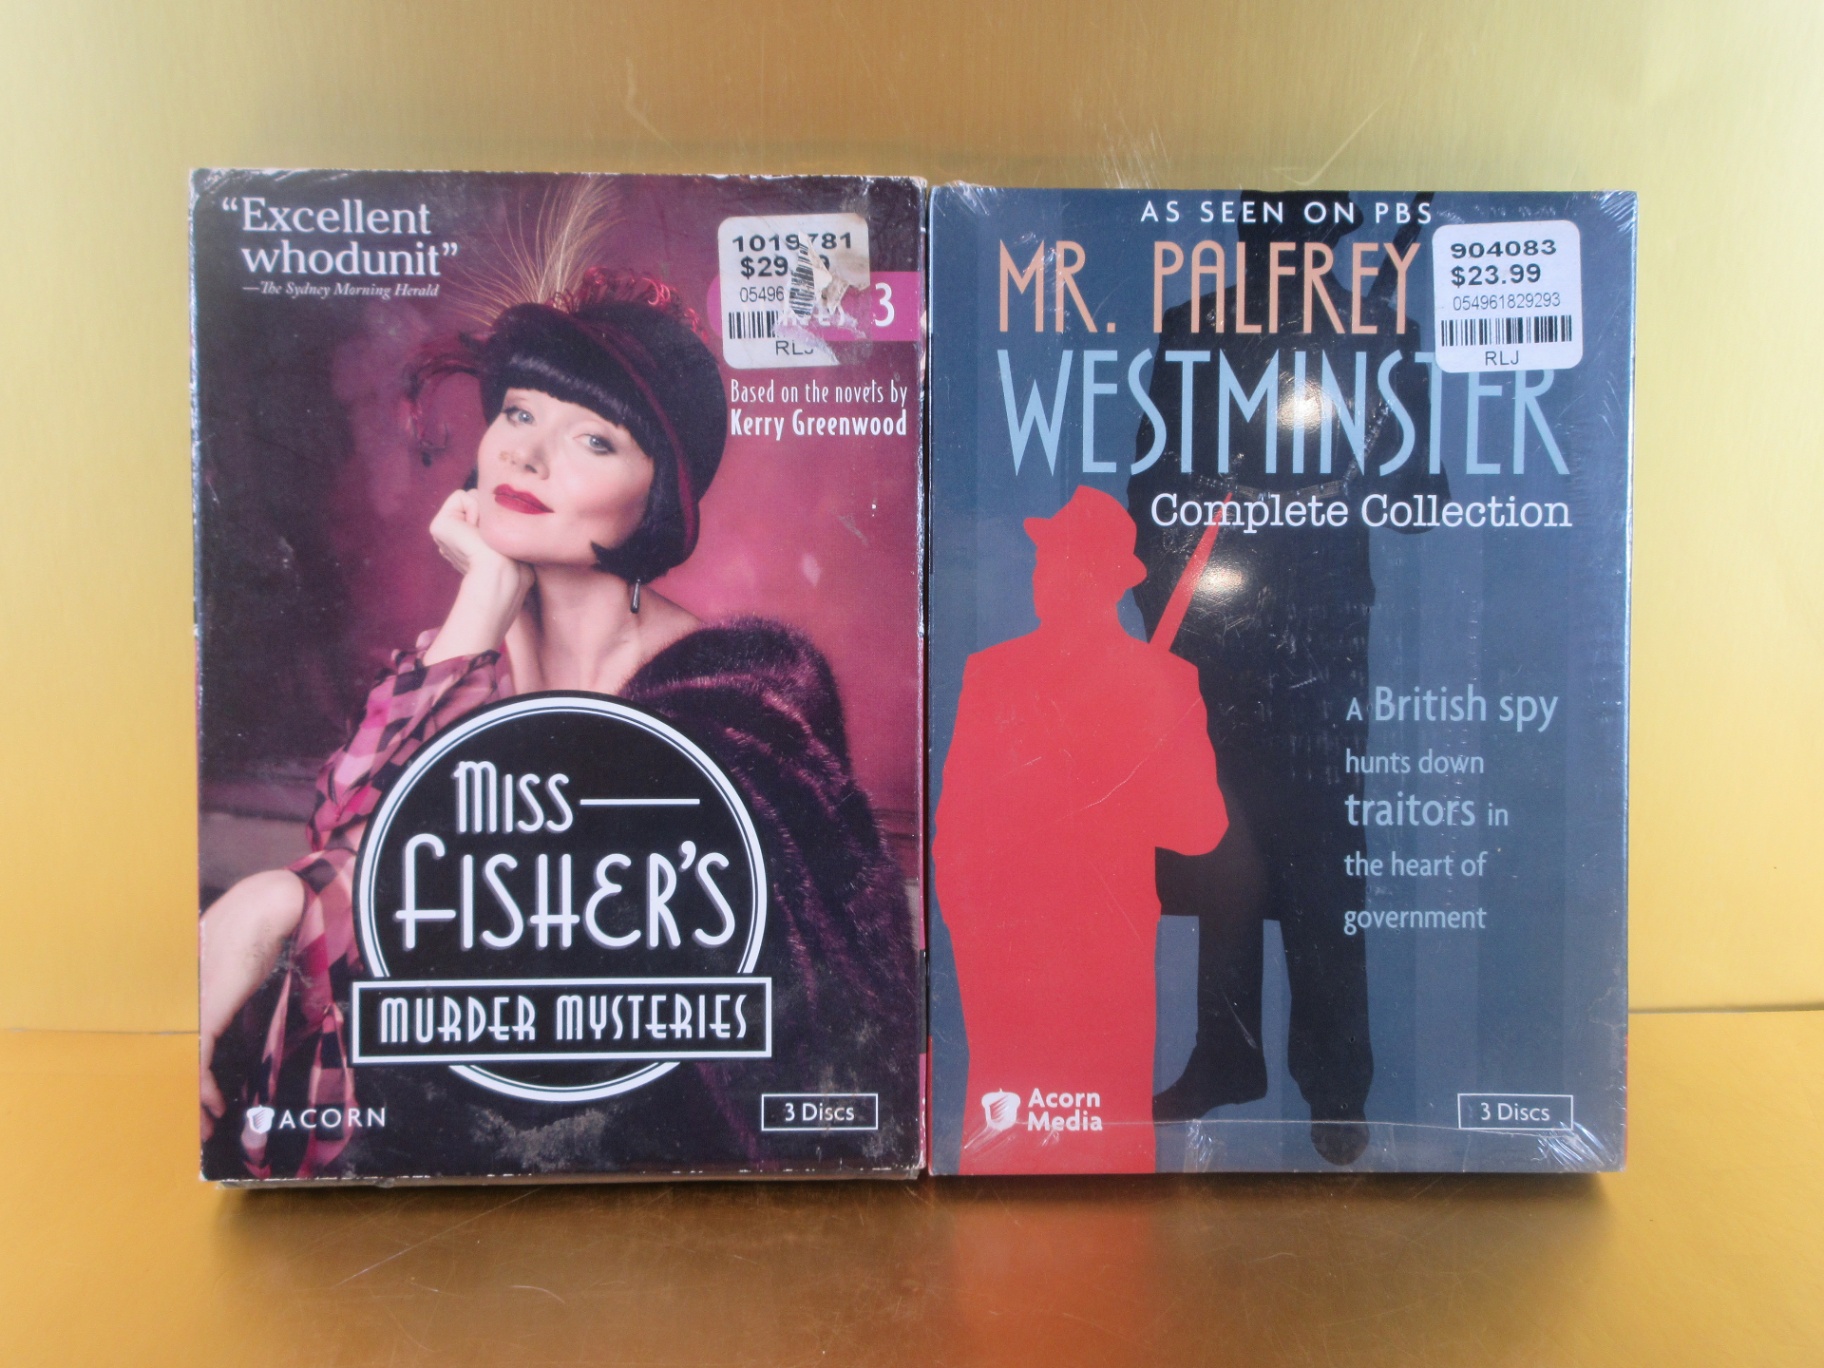 “Excellent
whodunit”
—The Sydney Morning Herald
$29
05496
3
Based on the novels by
Kerry Greenwood
MISS
FISHER'S
MURDER MYSTERIES
ACORN
3 Discs
AS SEEN ON PBS
MR. PALFREY
WESTMINSTER
904083
$23.99
054961829293
RLJ
Complete Collection
A British spy
hunts down
traitors in
the heart of
government
Acorn
Media
3 Discs